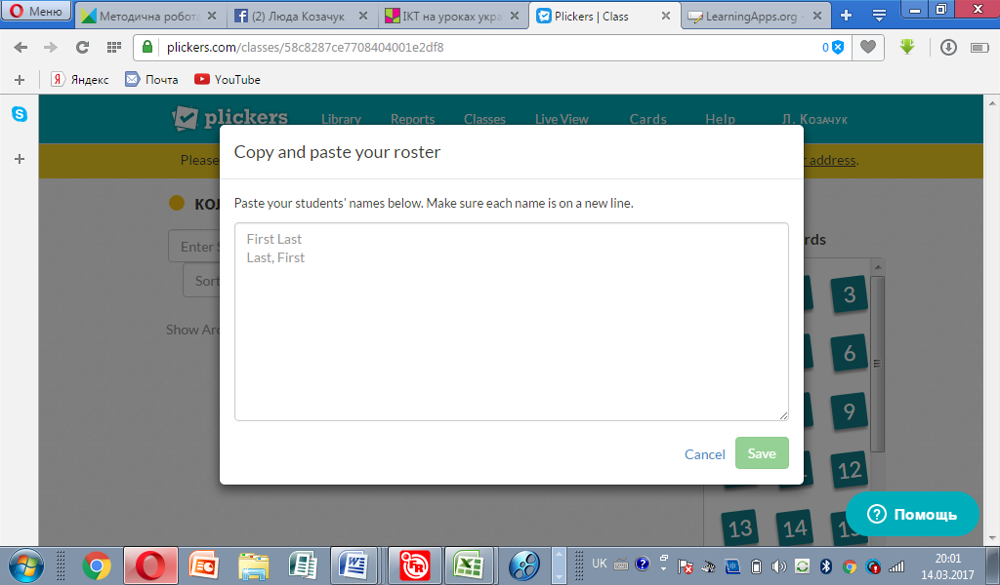 Меню
Методична робота
(2) Люда Козачук
ІКТ на уроках укра
Plickers | Class
LearningApps.org -
plickers.com/classes/58c8287ce7708404001e2df8
0
Яндекс
Почта
YouTube
plickers
Library
Reports
Classes
Live View
Cards
Help
Л. Козачук
Please
r address.
КОЛ
Enter S
Sort
Show Arc
rds
Copy and paste your roster
Paste your students' names below. Make sure each name is on a new line.
First Last
Last, First
Cancel
Save
3
6
9
12
13
14
Помощь
UK
20:01
14.03.2017